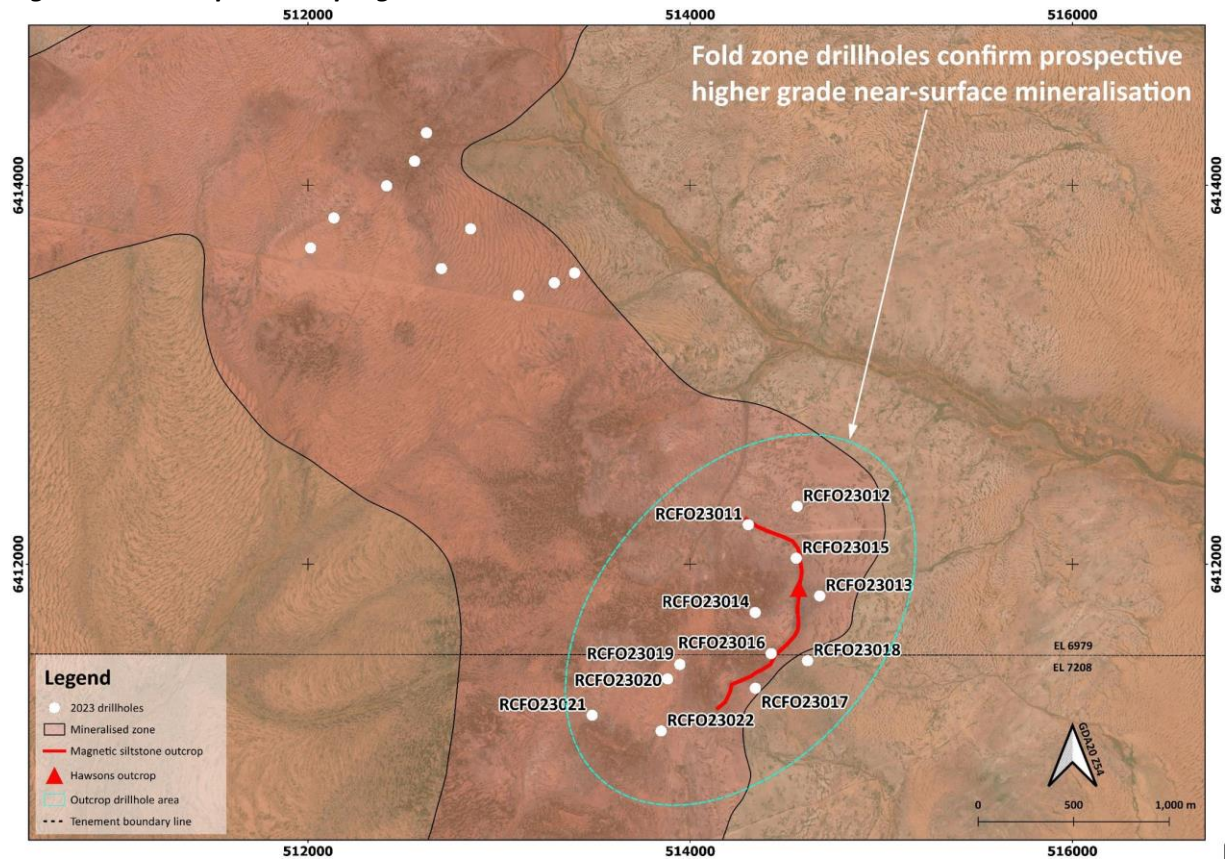 512000
514000
516000
Fold zone drillholes confirm prospective
higher grade near-surface mineralisation
6414000
6414000
RCFO23012
RCFO23011
RCFO23015
6412000
6412000
RCFO23013
RCFO23014
RCFO23016
RCFO23018
EL 6979
RCFO23019
EL 7208
RCFO23020
RCFO23017
RCFO23021
RCFO23022
Legend
2023 drillholes
Mineralised zone
Magnetic siltstone outcrop
Hawsons outcrop
Outcrop drillhole area
Tenement boundary line
GDA20 Z54
0 500 1,000 m
512000
514000
516000